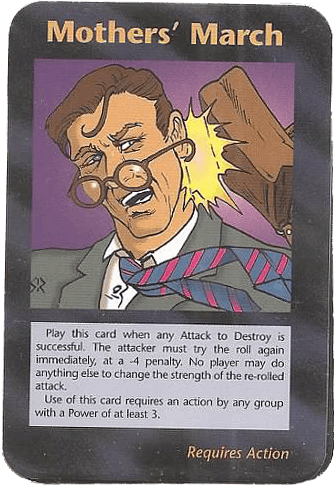 Mothers' March
Play this card when any Attack to Destroy is
successful. The attacker must try the roll again
immediately, at a -4 penalty. No player may do
anything else to change the strength of the re-rolled
attack.
Use of this card requires an action by any group
with a Power of at least 3.
Requires Action